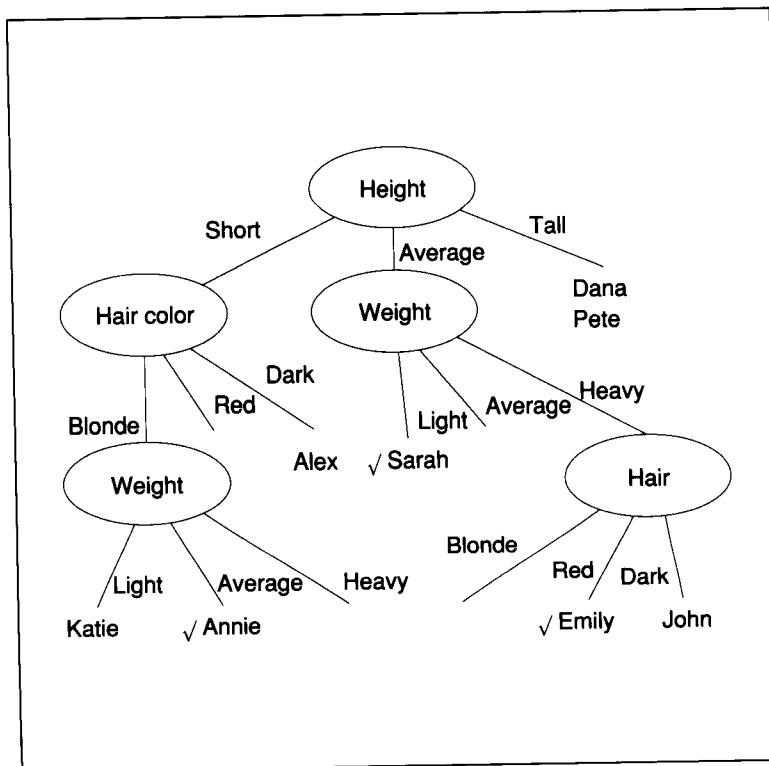 Height
Short
Average
Tall
Hair color
Weight
Dana
Pete
Blonde
Red
Dark
Light
Average
Heavy
Alex
√ Sarah
Weight
Hair
Light
Average
Heavy
Blonde
Red
Dark
Katie
√ Annie
√ Emily
John